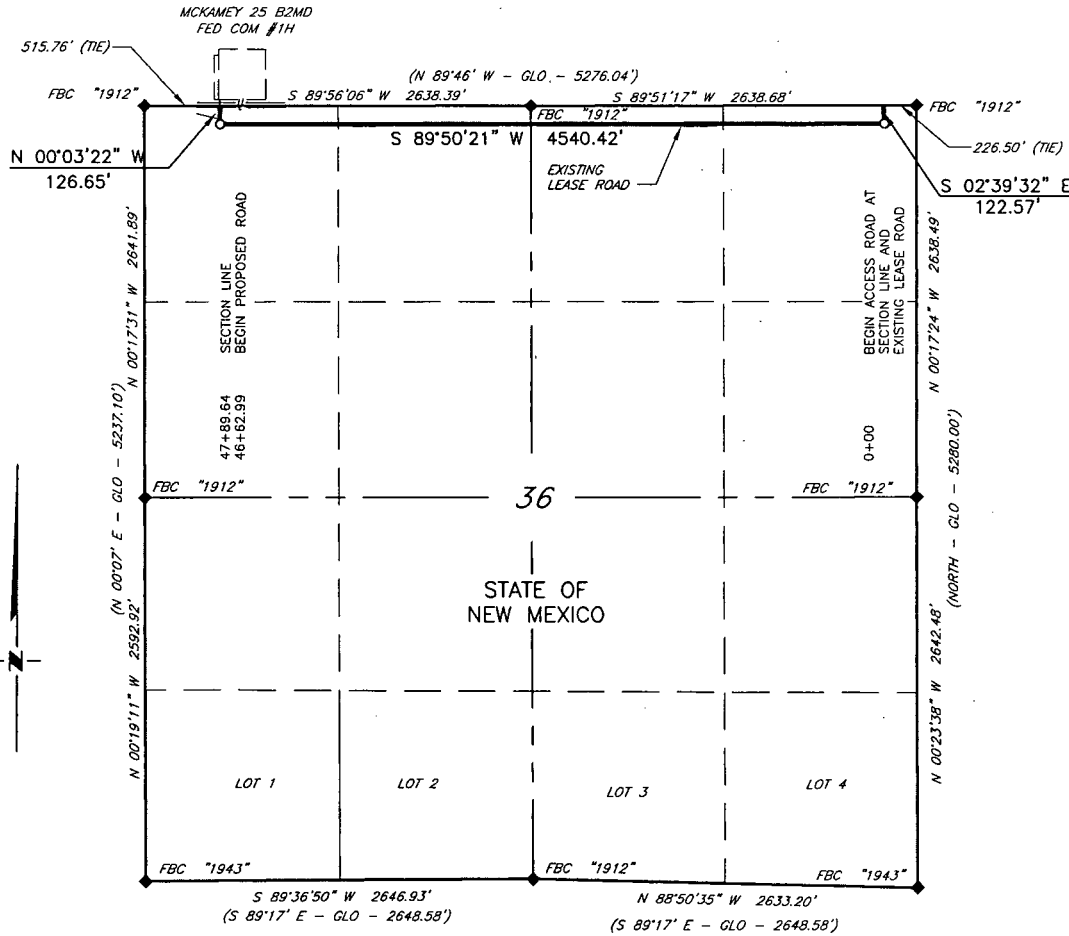 MCKAMEY 25 B2MD
FED COM #1H
515.76' (TIE)
(N 89°46' W - GLO - 5276.04')
FBC "1912"
S 89°56'06" W 2638.39'
S 89°51'17" W 2638.68'
FBC "1912"
FBC "1912"
S 89°50'21" W 4540.42'
226.50' (TIE)
N 00°03'22" W
126.65'
EXISTING
LEASE ROAD
S 02°39'32" E
122.57'
N 00°17'31" W 2641.89'
47+89.64 SECTION LINE
46+62.99 BEGIN PROPOSED ROAD
0+00 BEGIN ACCESS ROAD AT
SECTION LINE AND
EXISTING LEASE ROAD
N 00°17'24" W 2638.49'
(N 00°07' E - GLO - 5237.10')
(NORTH - GLO - 5280.00')
FBC "1912"
36
FBC "1912"
STATE OF
NEW MEXICO
N
N 00°19'11" W 2592.92'
N 00°23'38" W 2642.48'
LOT 1
LOT 2
LOT 3
LOT 4
FBC "1943"
FBC "1912"
FBC "1943"
S 89°36'50" W 2646.93'
(S 89°17' E - GLO - 2648.58')
N 88°50'35" W 2633.20'
(S 89°17' E - GLO - 2648.58')